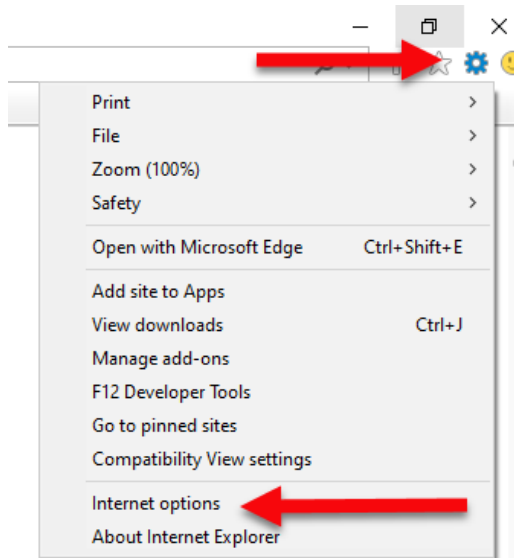 Print
File
Zoom (100%)
Safety
Open with Microsoft Edge Ctrl+Shift+E
Add site to Apps
View downloads Ctrl+J
Manage add-ons
F12 Developer Tools
Go to pinned sites
Compatibility View settings
Internet options
About Internet Explorer